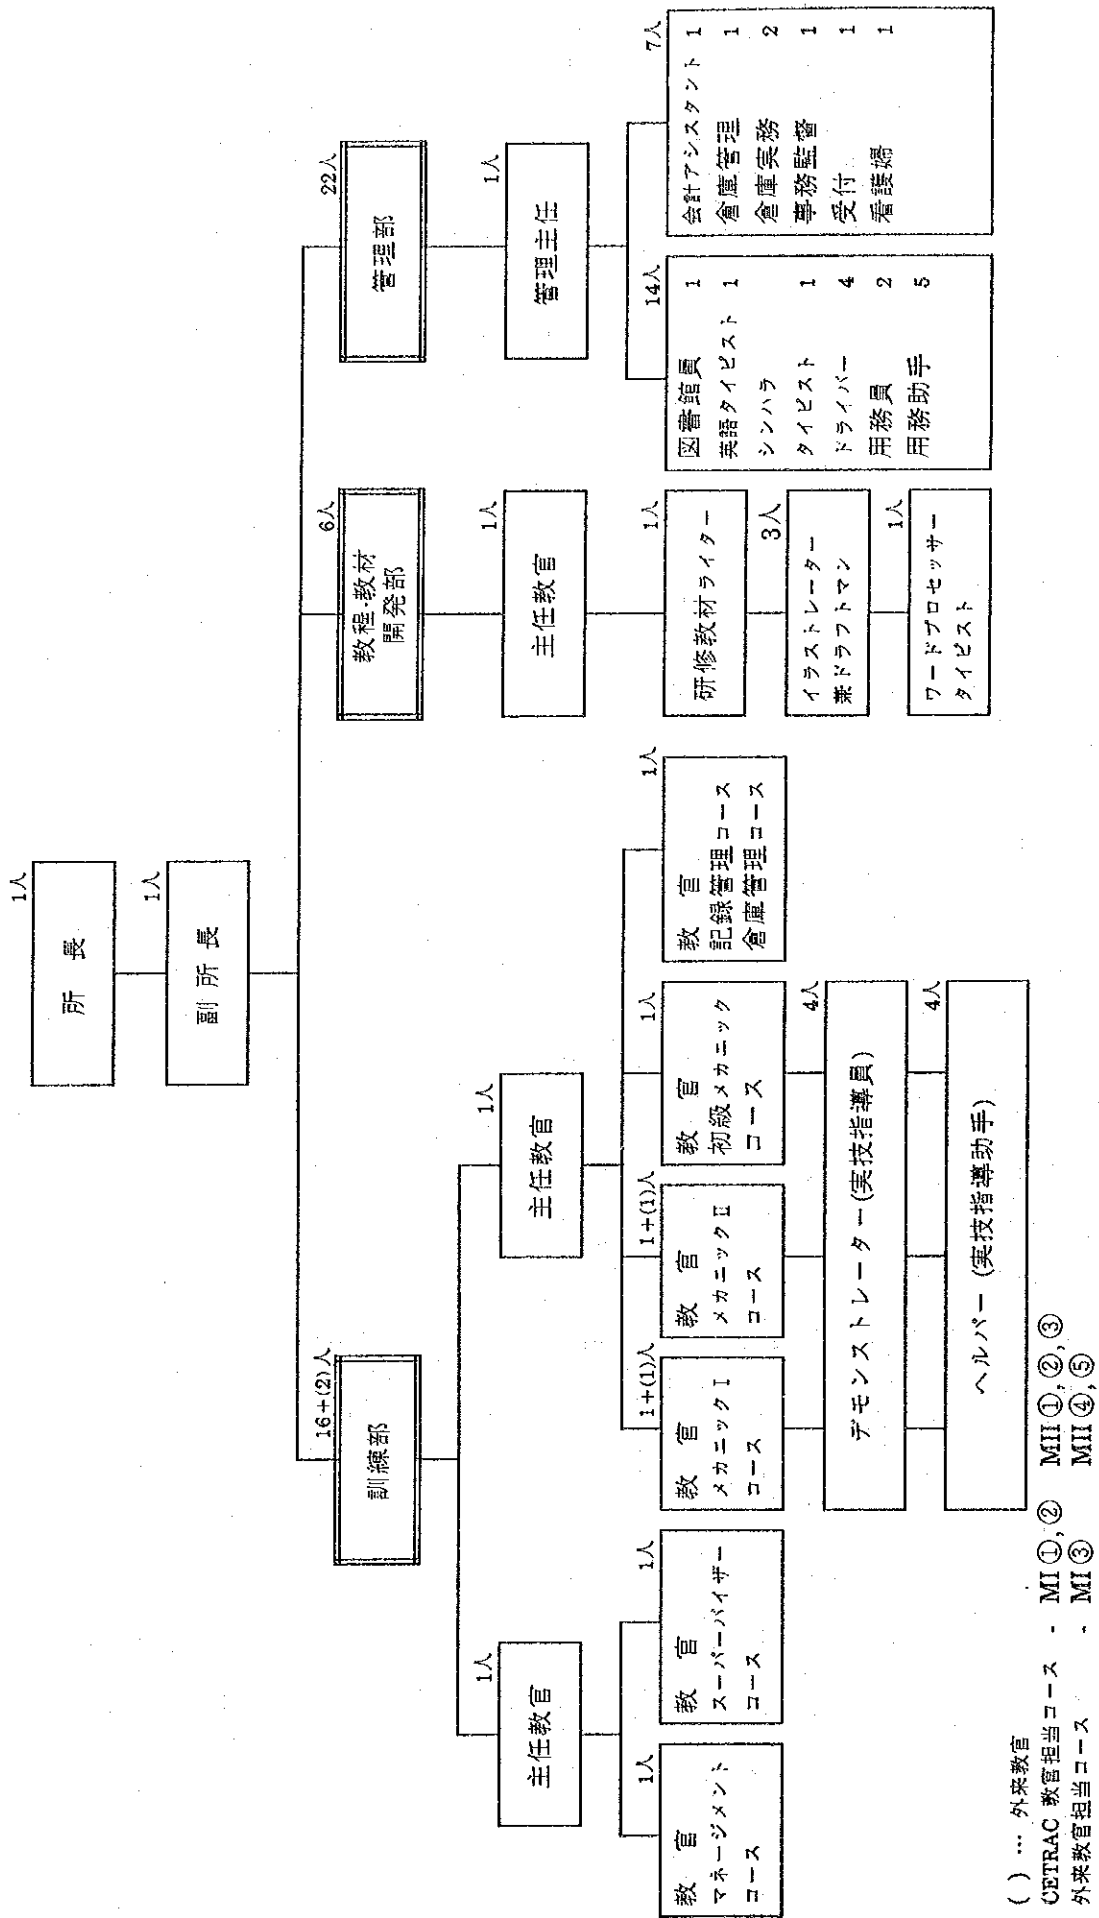 1人
所 長
1人
副 所 長
16+(2)人
訓練部
6人
教程・教材
開発部
22人
管理部
1人
主任教官
1人
主任教官
1人
主任教官
1人
管理主任
1人
教 官
マネージメント
コース
1人
教 官
スーパーバイザー
コース
1+(1)人
教 官
メカニックⅠ
コース
1+(1)人
教 官
メカニックⅡ
コース
1人
教 官
初級メカニック
コース
1人
教 官
記録管理コース
倉庫管理コース
4人
デモンストレーター(実技指導員)
4人
ヘルパー(実技指導助手)
1人
研修教材ライター
3人
イラストレーター
兼ドラフトマン
1人
ワードプロセッサー
タイピスト
14人
図書館員 1
英語タイピスト 1
シンハラ
タイピスト 1
ドライバー 4
用務員 2
用務助手 5
7人
会計アシスタント 1
倉庫管理 1
倉庫実務 2
事務監督 1
受付 1
看護婦 1
( ) … 外来教官
CETRAC 教官担当コース - MI①,② MII①,②,③
外来教官担当コース - MI③ MII④,⑤